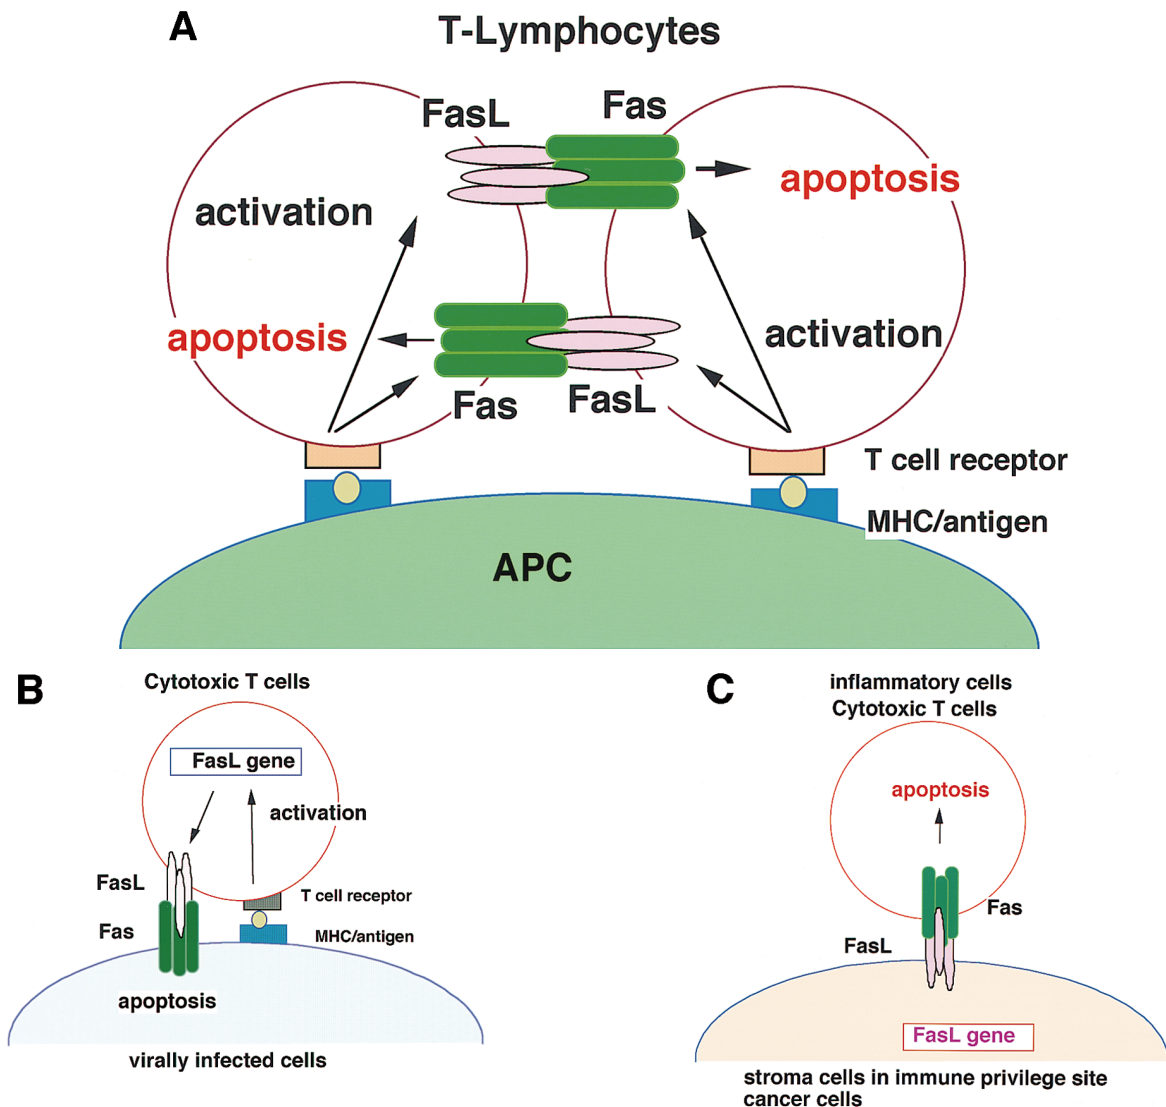 A
T-Lymphocytes
FasL
Fas
activation
apoptosis
apoptosis
activation
Fas
FasL
T cell receptor
MHC/antigen
APC
B
Cytotoxic T cells
FasL gene
activation
FasL
T cell receptor
Fas
MHC/antigen
apoptosis
virally infected cells
C
inflammatory cells
Cytotoxic T cells
apoptosis
Fas
FasL
FasL gene
stroma cells in immune privilege site
cancer cells